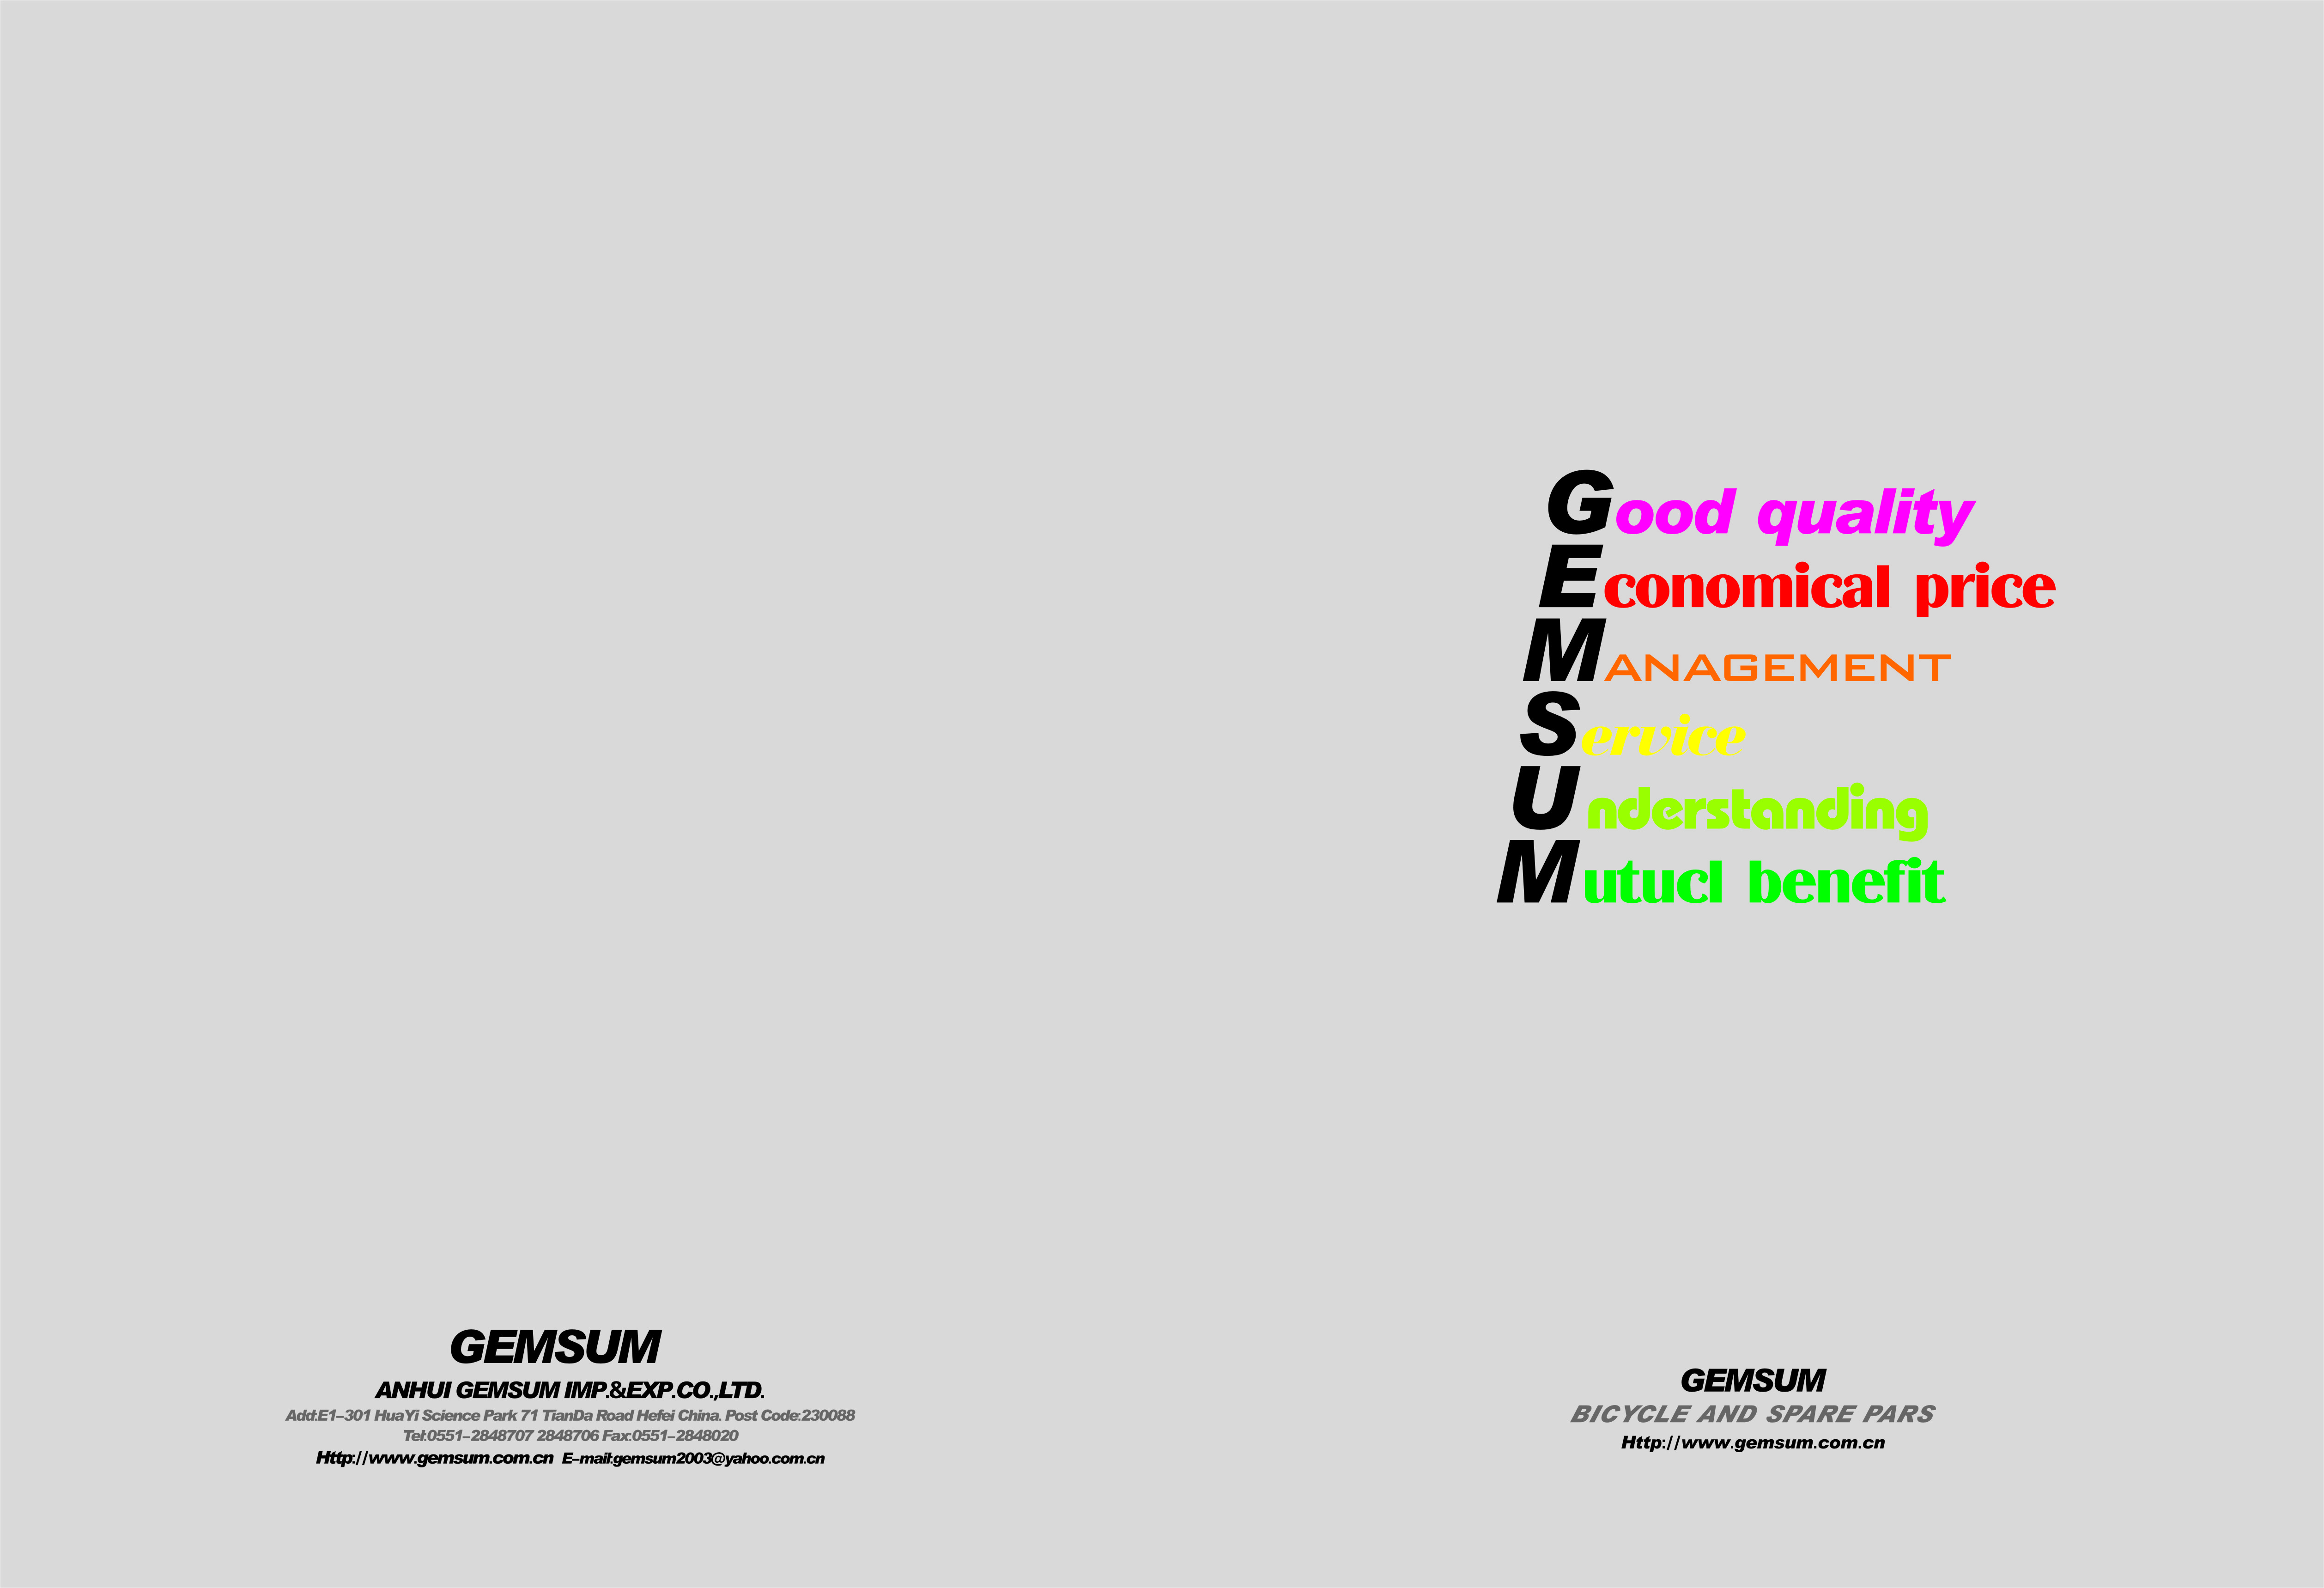 Good quality
Economical price
MANAGEMENT
Service
Understanding
Mutucl benefit
GEMSUM
ANHUI GEMSUM IMP.&EXP.CO.,LTD.
Add:E1-301 HuaYi Science Park 71 TianDa Road Hefei China. Post Code:230088
Tel:0551-2848707 2848706 Fax:0551-2848020
Http://www.gemsum.com.cn E-mail:gemsum2003@yahoo.com.cn
GEMSUM
BICYCLE AND SPARE PARS
Http://www.gemsum.com.cn